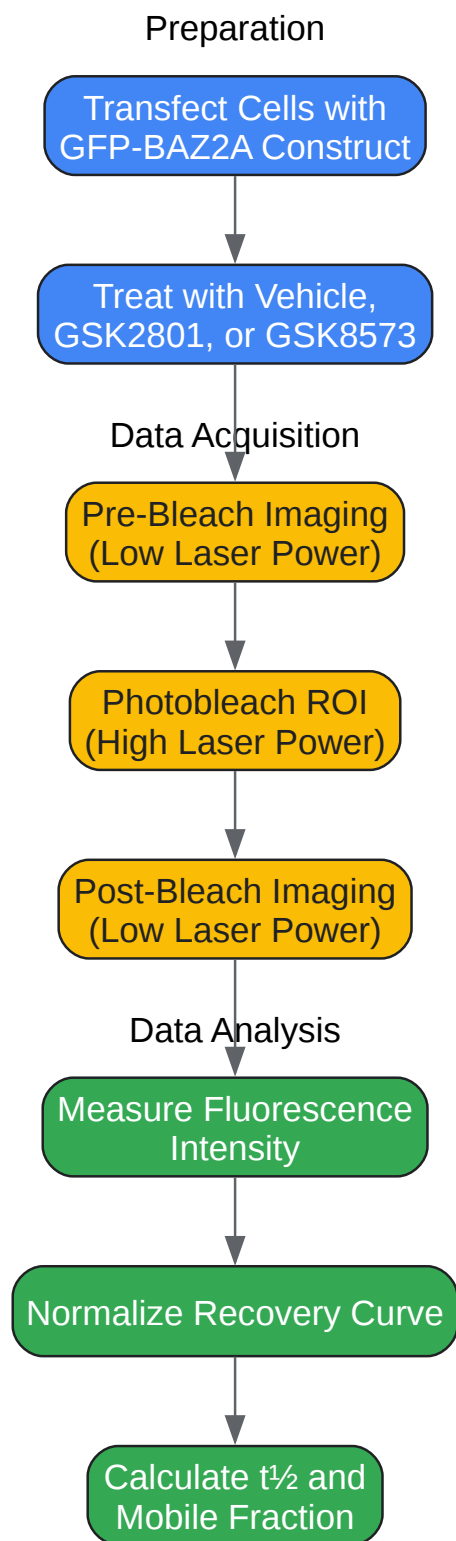 Preparation
Transfect Cells with
GFP-BAZ2A Construct
Treat with Vehicle,
GSK2801, or GSK8573
Data Acquisition
Pre-Bleach Imaging
(Low Laser Power)
Photobleach ROI
(High Laser Power)
Post-Bleach Imaging
(Low Laser Power)
Data Analysis
Measure Fluorescence
Intensity
Normalize Recovery Curve
Calculate t½ and
Mobile Fraction